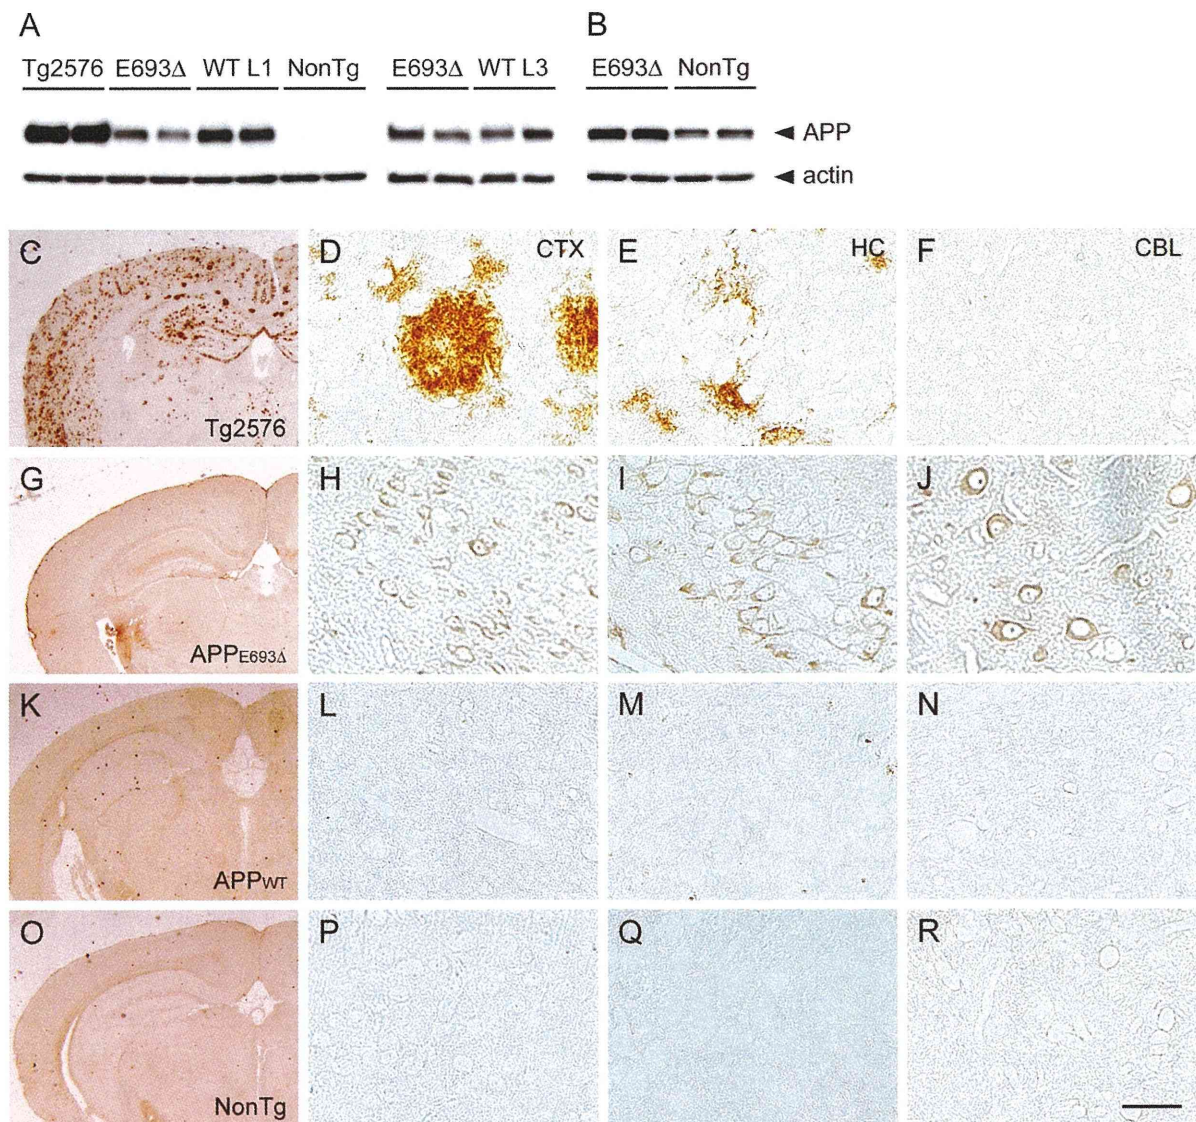 A
B
Tg2576 E693Δ WT L1 NonTg E693Δ WT L3 E693Δ NonTg
APP
actin
C
Tg2576
D CTX
E HC
F CBL
G
APPE693Δ
H
I
J
K
APPWT
L
M
N
O
NonTg
P
Q
R